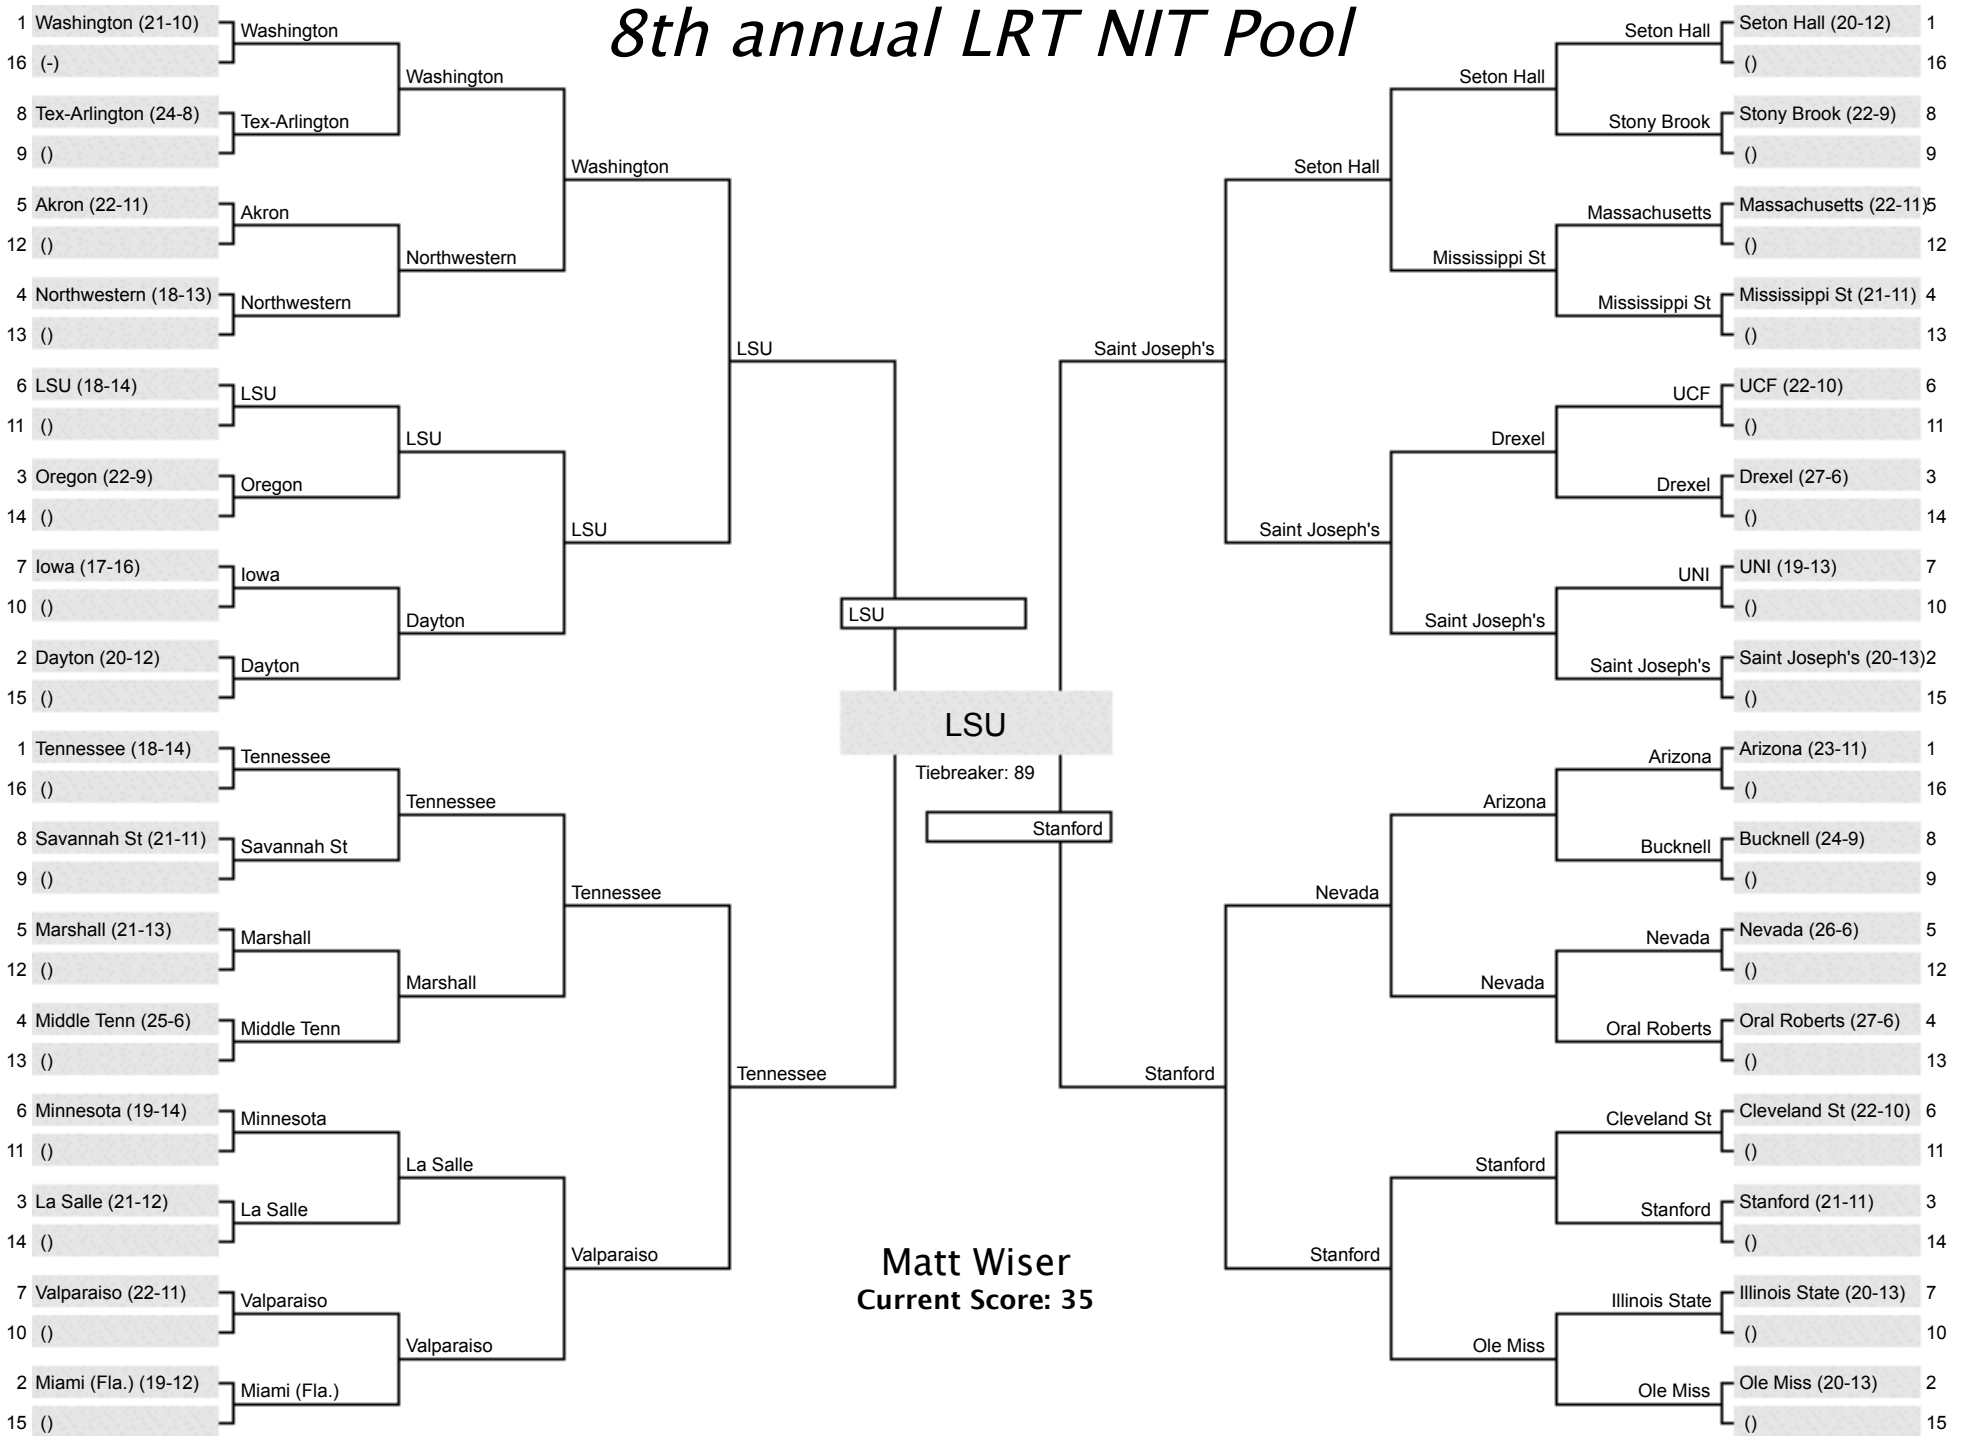 8th annual LRT NIT Pool
1 Washington (21-10)
16 (-)
8 Tex-Arlington (24-8)
9 ()
5 Akron (22-11)
12 ()
4 Northwestern (18-13)
13 ()
6 LSU (18-14)
11 ()
3 Oregon (22-9)
14 ()
7 Iowa (17-16)
10 ()
2 Dayton (20-12)
15 ()
1 Tennessee (18-14)
16 ()
8 Savannah St (21-11)
9 ()
5 Marshall (21-13)
12 ()
4 Middle Tenn (25-6)
13 ()
6 Minnesota (19-14)
11 ()
3 La Salle (21-12)
14 ()
7 Valparaiso (22-11)
10 ()
2 Miami (Fla.) (19-12)
15 ()
Washington
Tex-Arlington
Akron
Northwestern
LSU
Oregon
Iowa
Dayton
Tennessee
Savannah St
Marshall
Middle Tenn
Minnesota
La Salle
Valparaiso
Miami (Fla.)
Washington
Northwestern
LSU
Dayton
Tennessee
Marshall
La Salle
Valparaiso
Washington
LSU
Tennessee
Valparaiso
LSU
Tennessee
LSU
LSU
Tiebreaker: 89
Stanford
Matt Wiser
Current Score: 35
Saint Joseph's
Stanford
Seton Hall
Saint Joseph's
Nevada
Stanford
Seton Hall
Mississippi St
Drexel
Saint Joseph's
Arizona
Nevada
Stanford
Ole Miss
Seton Hall
Stony Brook
Massachusetts
Mississippi St
UCF
Drexel
UNI
Saint Joseph's
Arizona
Bucknell
Nevada
Oral Roberts
Cleveland St
Stanford
Illinois State
Ole Miss
Seton Hall (20-12) 1
() 16
Stony Brook (22-9) 8
() 9
Massachusetts (22-11) 5
() 12
Mississippi St (21-11) 4
() 13
UCF (22-10) 6
() 11
Drexel (27-6) 3
() 14
UNI (19-13) 7
() 10
Saint Joseph's (20-13) 2
() 15
Arizona (23-11) 1
() 16
Bucknell (24-9) 8
() 9
Nevada (26-6) 5
() 12
Oral Roberts (27-6) 4
() 13
Cleveland St (22-10) 6
() 11
Stanford (21-11) 3
() 14
Illinois State (20-13) 7
() 10
Ole Miss (20-13) 2
() 15